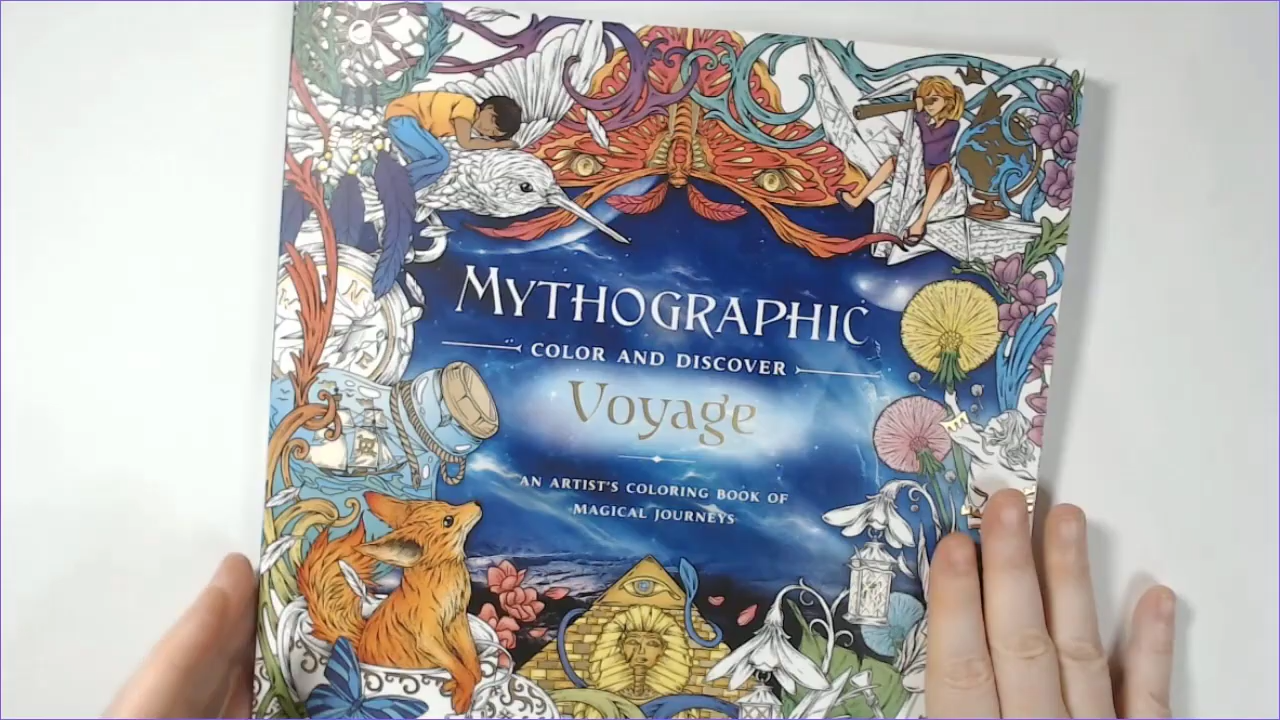 MYTHOGRAPHIC
COLOR AND DISCOVER
Voyage
AN ARTIST'S COLORING BOOK OF
MAGICAL JOURNEYS